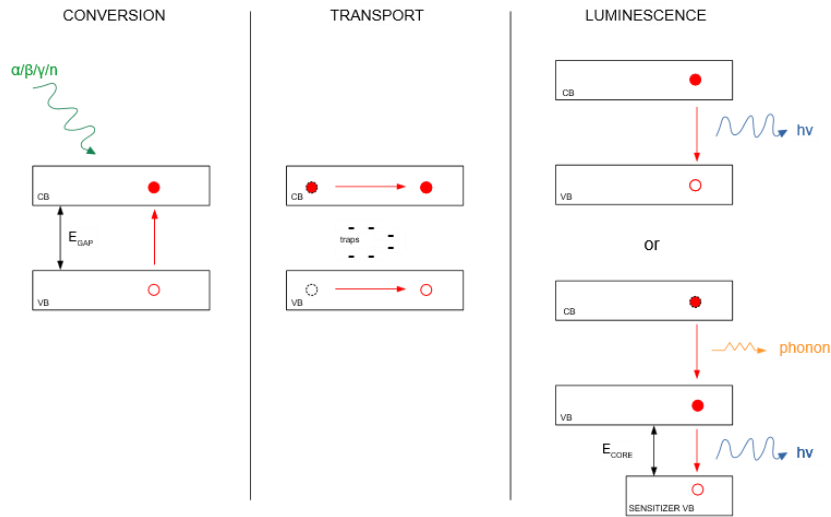 CONVERSION
TRANSPORT
LUMINESCENCE
α/β/γ/n
CB
E GAP
VB
CB
traps
VB
CB
hv
VB
or
CB
phonon
VB
E CORE
hv
SENSITIZER VB